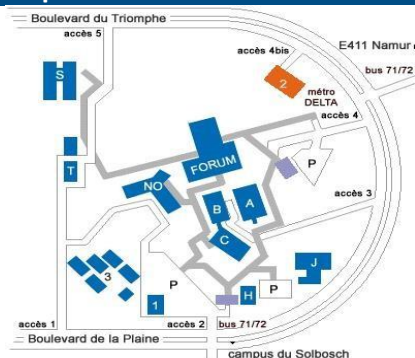 Boulevard du Triomphe
accès 5
accès 4bis
E411 Namur
bus 71/72
S
2
métro
DELTA
accès 4
FORUM
P
T
NO
B
A
accès 3
C
3
J
P
P
1
H
accès 1
accès 2
bus 71/72
Boulevard de la Plaine
campus du Solbosch